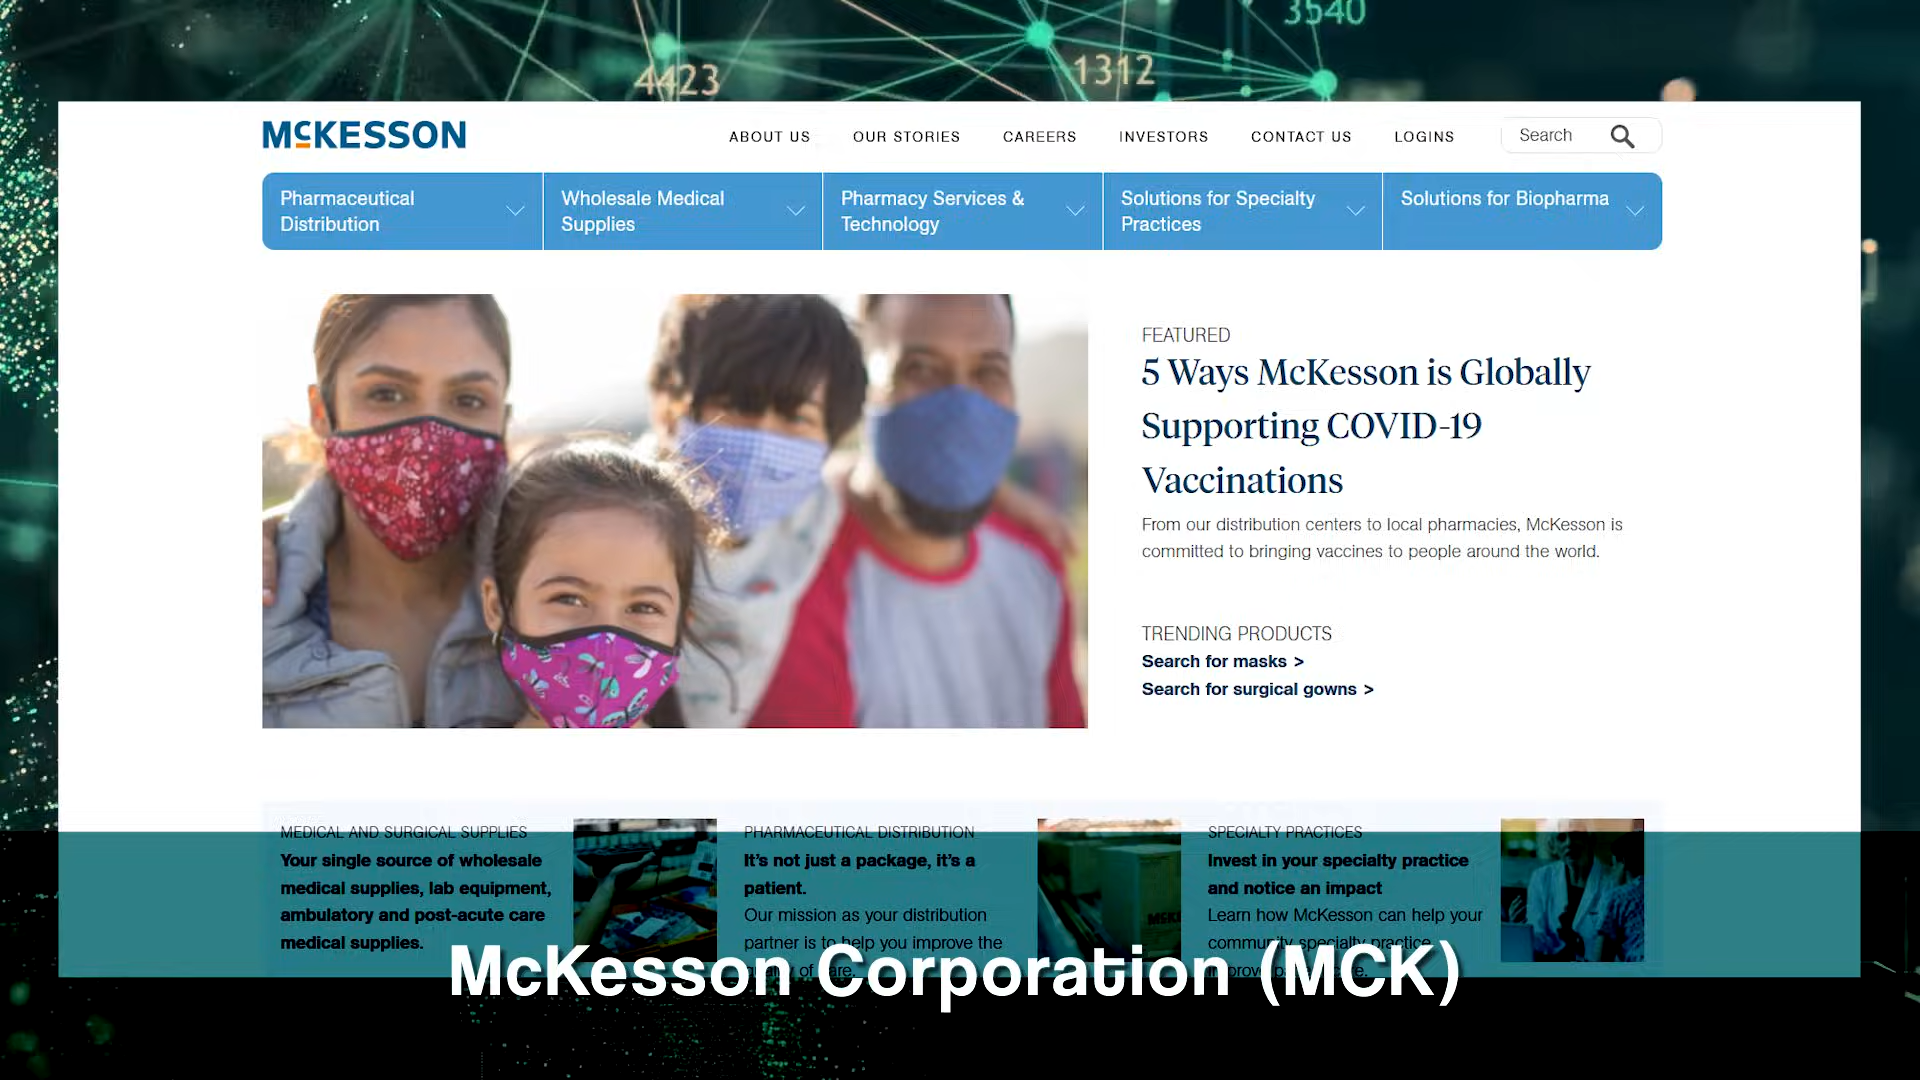 3540
4423
1312
McKESSON
ABOUT US
OUR STORIES
CAREERS
INVESTORS
CONTACT US
LOGINS
Search
Pharmaceutical
Distribution
Wholesale Medical
Supplies
Pharmacy Services &
Technology
Solutions for Specialty
Practices
Solutions for Biopharma
FEATURED
5 Ways McKesson is Globally
Supporting COVID-19
Vaccinations
From our distribution centers to local pharmacies, McKesson is
committed to bringing vaccines to people around the world.
TRENDING PRODUCTS
Search for masks >
Search for surgical gowns >
MEDICAL AND SURGICAL SUPPLIES
Your single source of wholesale
medical supplies, lab equipment,
ambulatory and post-acute care
medical supplies.
PHARMACEUTICAL DISTRIBUTION
It's not just a package, it's a
patient.
Our mission as your distribution
partner is to help you improve the
of care.
SPECIALTY PRACTICES
Invest in your specialty practice
and notice an impact
Learn how McKesson can help your
community specialty practice
McKesson Corporation (MCK)